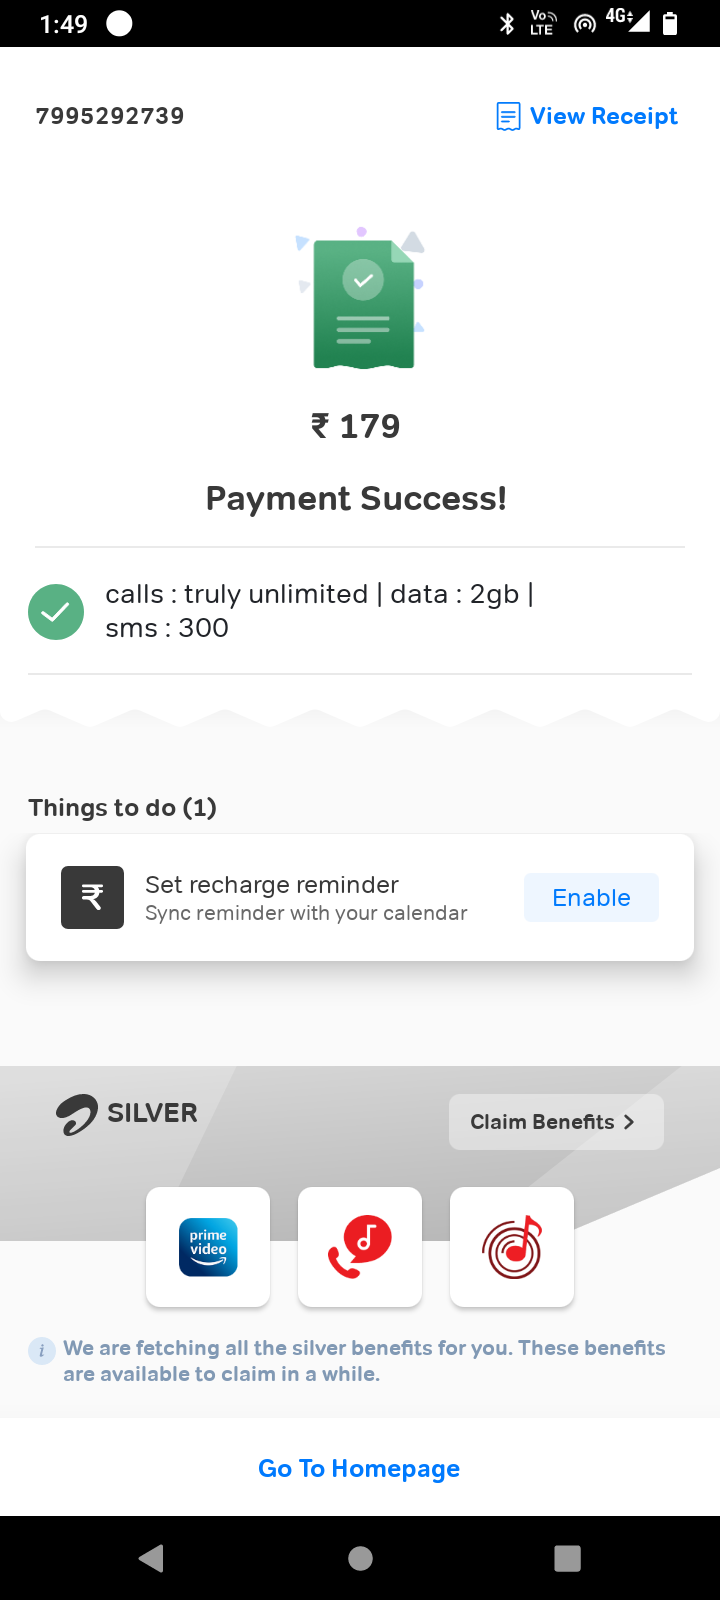 1:49
Vo
LTE
4G
7995292739
View Receipt
₹ 179
Payment Success!
calls : truly unlimited | data : 2gb |
sms : 300
Things to do (1)
₹
Set recharge reminder
Sync reminder with your calendar
Enable
SILVER
Claim Benefits >
prime
video
i
We are fetching all the silver benefits for you. These benefits
are available to claim in a while.
Go To Homepage